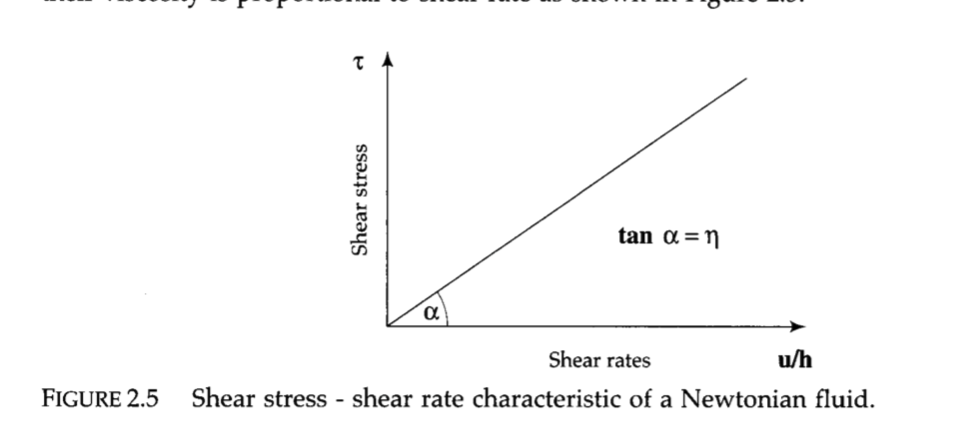 τ
Shear stress
tan α = η
α
Shear rates
u/h
FIGURE 2.5 Shear stress - shear rate characteristic of a Newtonian fluid.